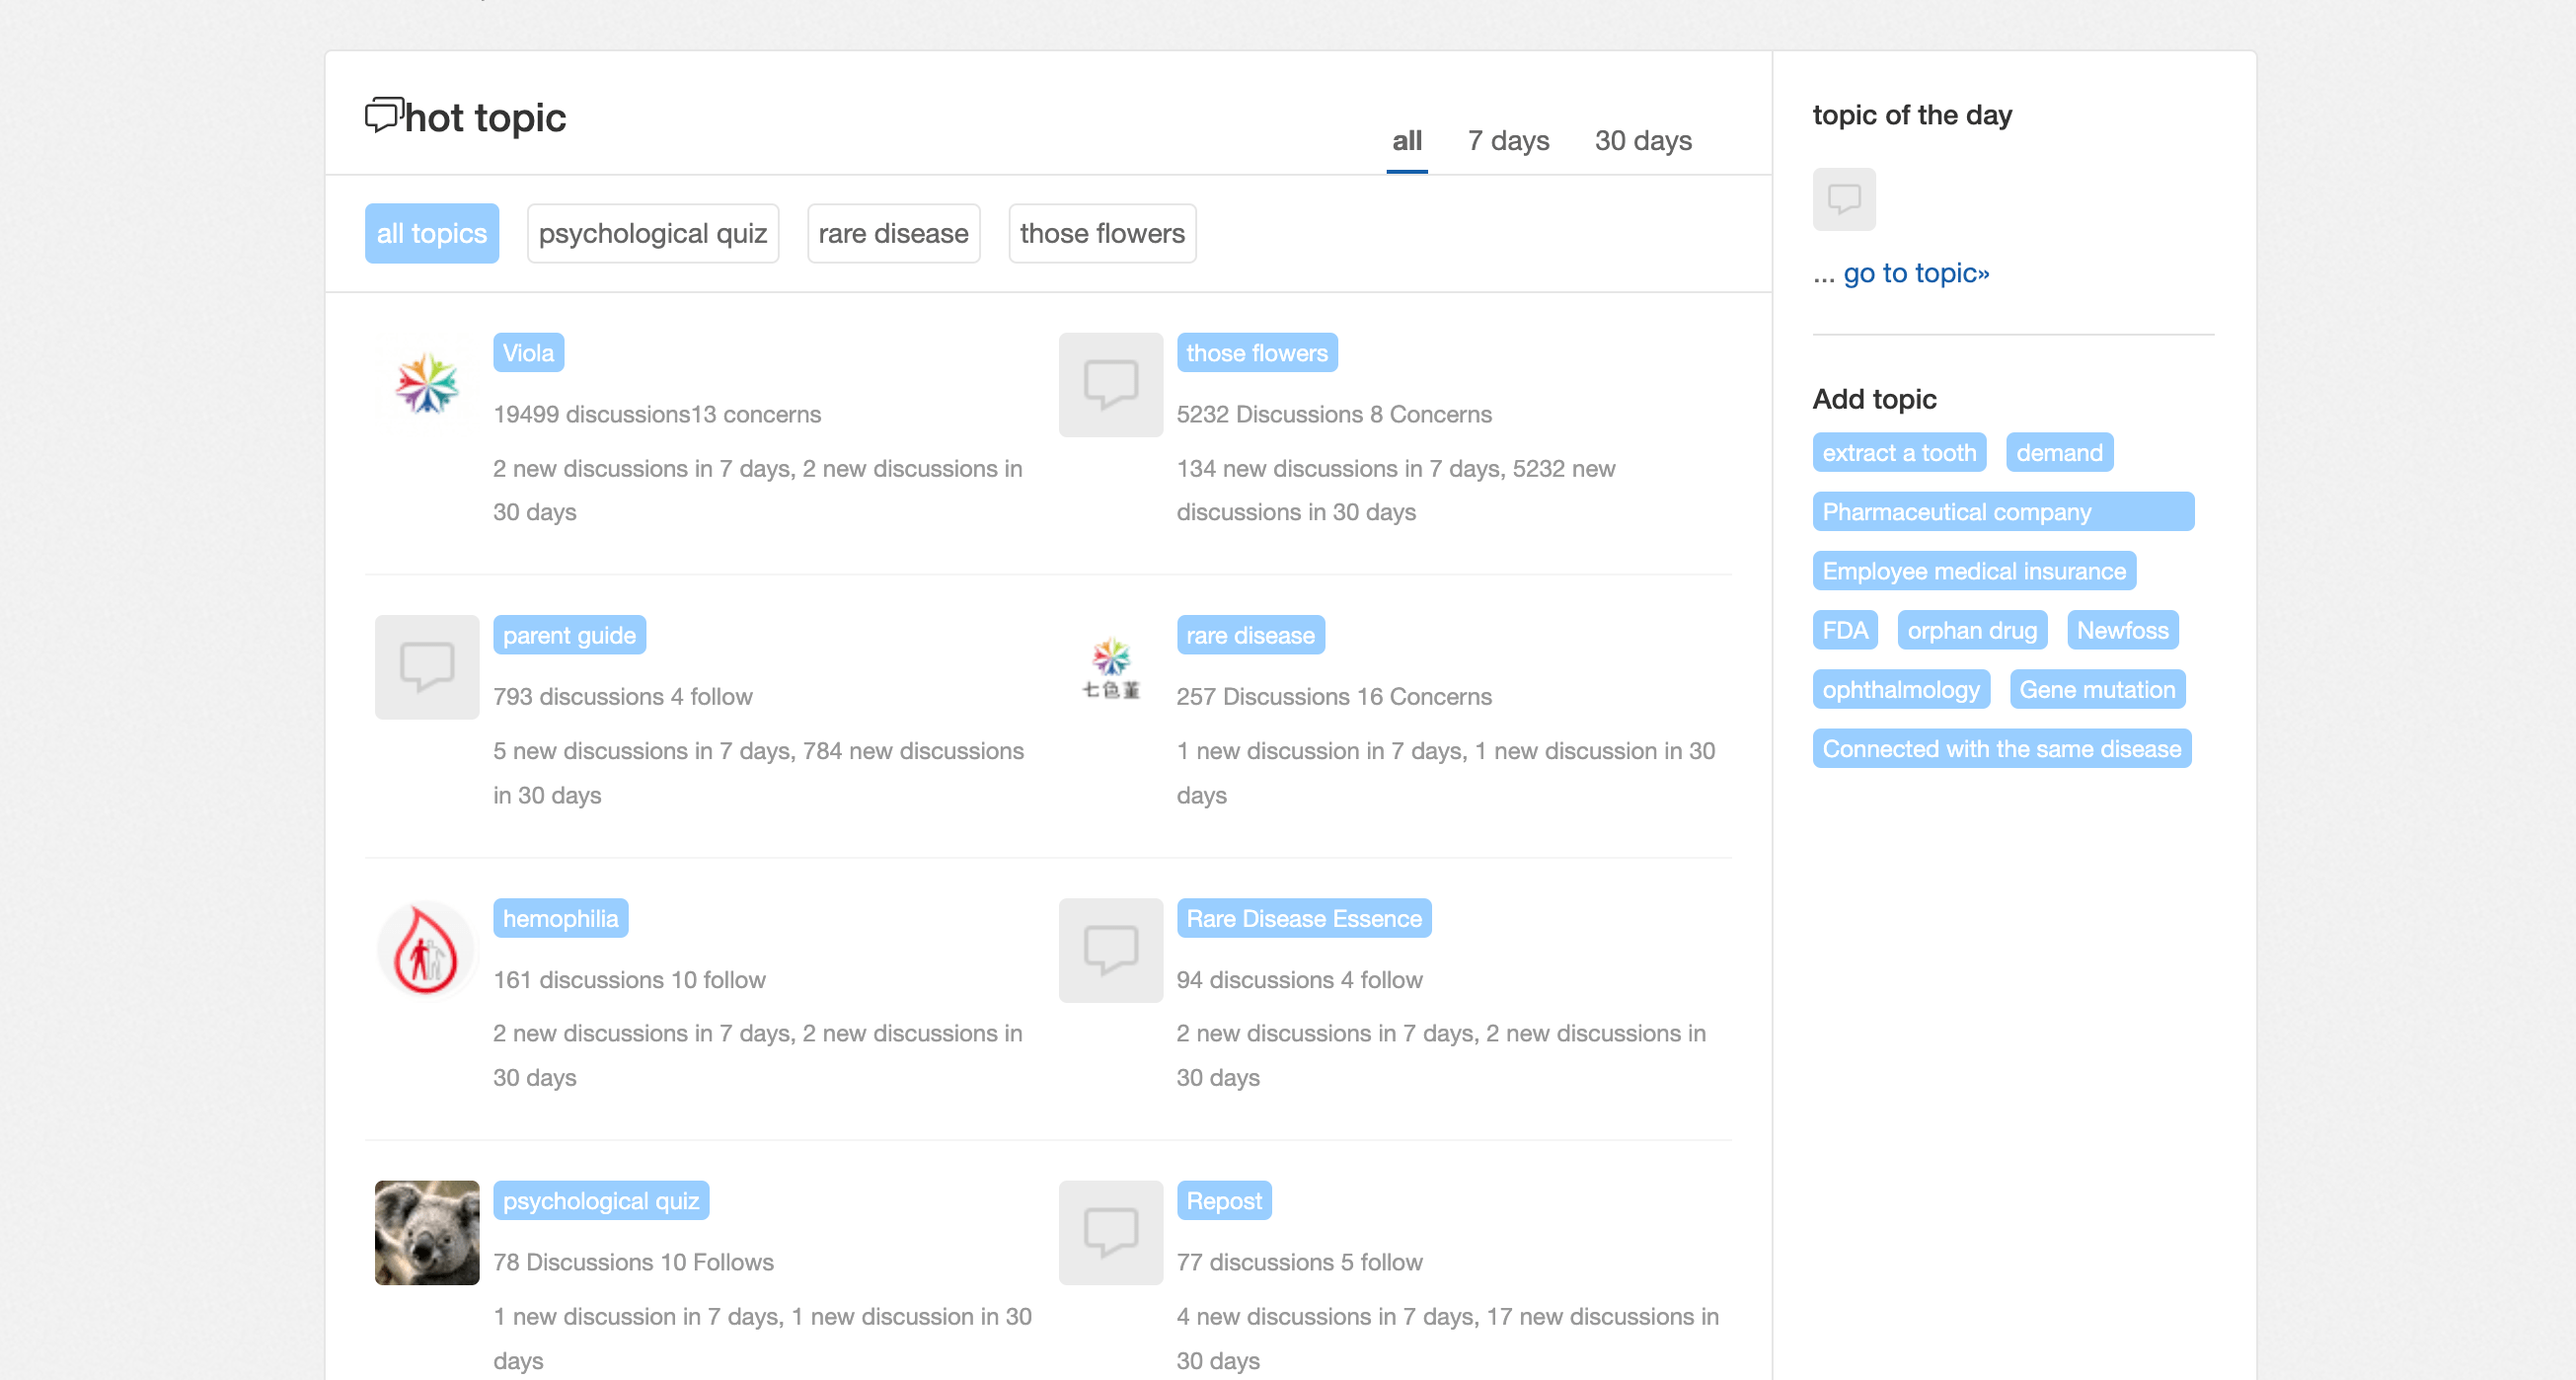 hot topic
all 7 days 30 days
all topics psychological quiz rare disease those flowers
Viola
19499 discussions13 concerns
2 new discussions in 7 days, 2 new discussions in
30 days
those flowers
5232 Discussions 8 Concerns
134 new discussions in 7 days, 5232 new
discussions in 30 days
parent guide
793 discussions 4 follow
5 new discussions in 7 days, 784 new discussions
in 30 days
七色堇
rare disease
257 Discussions 16 Concerns
1 new discussion in 7 days, 1 new discussion in 30
days
hemophilia
161 discussions 10 follow
2 new discussions in 7 days, 2 new discussions in
30 days
Rare Disease Essence
94 discussions 4 follow
2 new discussions in 7 days, 2 new discussions in
30 days
psychological quiz
78 Discussions 10 Follows
1 new discussion in 7 days, 1 new discussion in 30
days
Repost
77 discussions 5 follow
4 new discussions in 7 days, 17 new discussions in
30 days
topic of the day
... go to topic»
Add topic
extract a tooth demand
Pharmaceutical company
Employee medical insurance
FDA orphan drug Newfoss
ophthalmology Gene mutation
Connected with the same disease